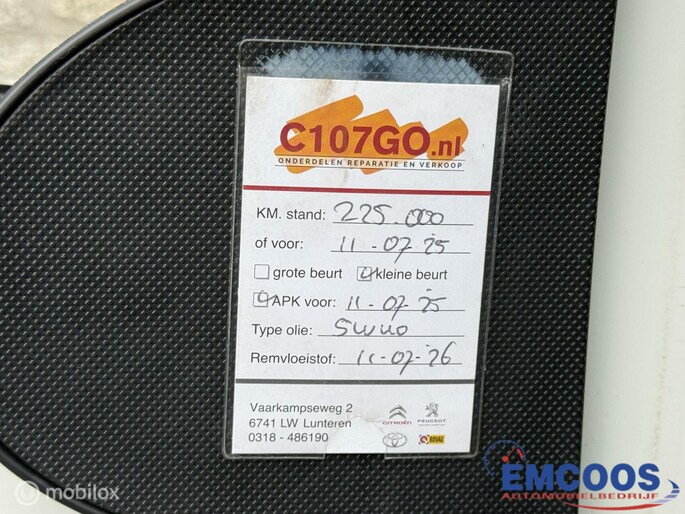 C107GO.nl
ONDERDELEN REPARATIE EN VERKOOP
KM. stand: 225.000
of voor: 11-07-25
grote beurt kleine beurt
APK voor: 11-07-25
Type olie: 5W40
Remvloeistof: 11-07-26
Vaarkampseweg 2
6741 LW Lunteren
0318 - 486190
CITROËN PEUGEOT
BOVAG
mobilox
EMCOOS
AUTOMOBIELBEDRIJF